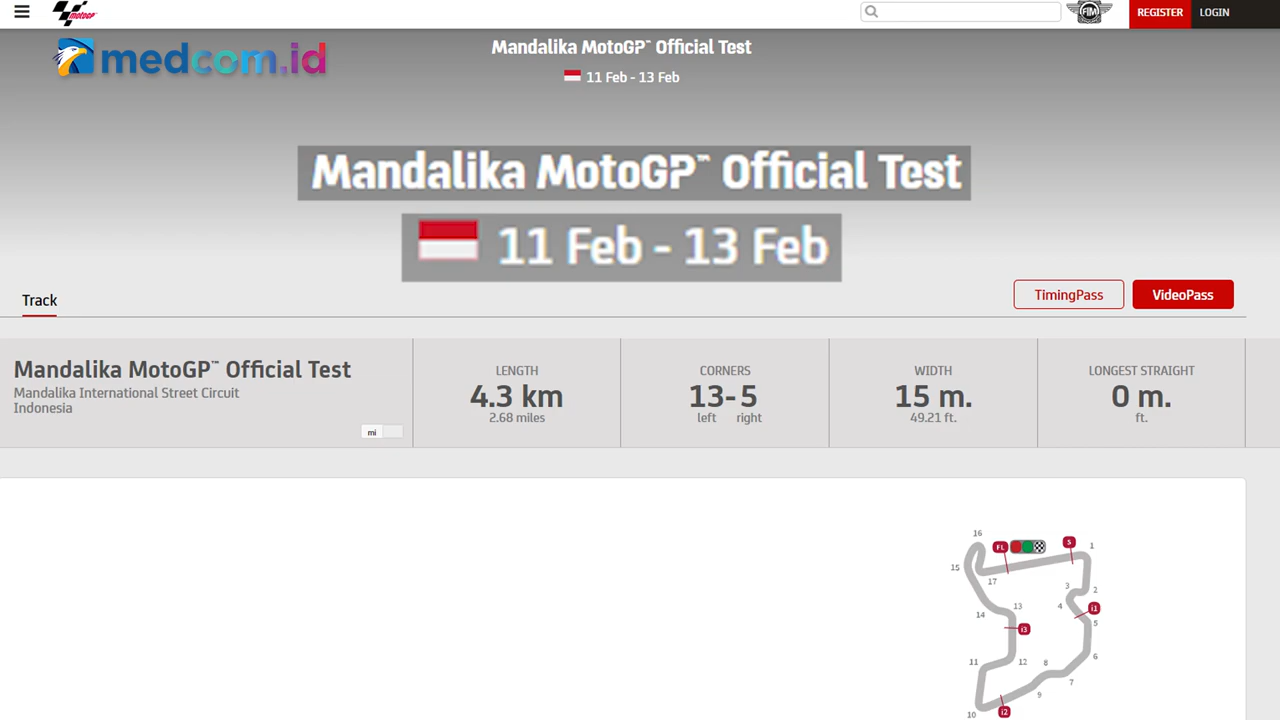 motoGP
FIM
REGISTER
LOGIN
medcom.id
Mandalika MotoGP™ Official Test
11 Feb - 13 Feb
Mandalika MotoGP™ Official Test
11 Feb - 13 Feb
Track
TimingPass
VideoPass
Mandalika MotoGP™ Official Test
Mandalika International Street Circuit
Indonesia
mi
LENGTH
4.3 km
2.68 miles
CORNERS
13- 5
left right
WIDTH
15 m.
49.21 ft.
LONGEST STRAIGHT
0 m.
ft.
16
FL
S
1
15
17
3
2
4
i1
13
14
5
i3
11
12
8
6
7
9
10
i2